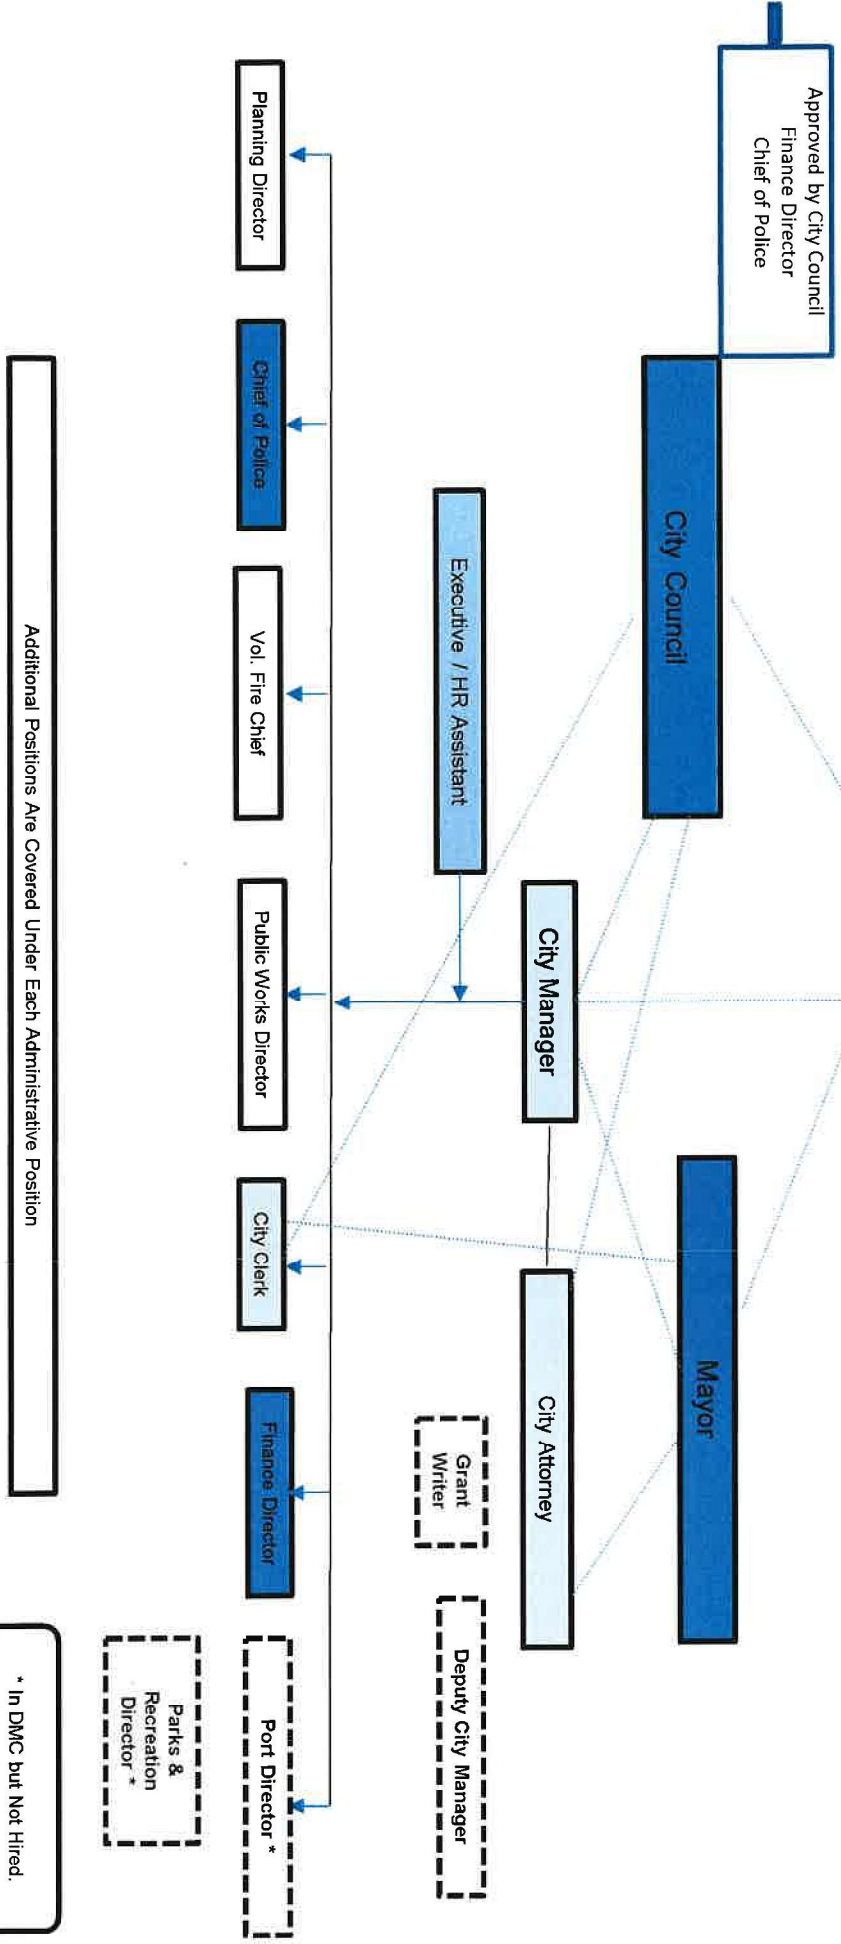 Approved by City Council
Finance Director
Chief of Police
City Council
Mayor
City Manager
City Attorney
Executive / HR Assistant
Grant
Writer
Deputy City Manager
Planning Director
Chief of Police
Vol. Fire Chief
Public Works Director
City Clerk
Finance Director
Port Director *
Parks &
Recreation
Director *
Additional Positions Are Covered Under Each Administrative Position
* In DMC but Not Hired.